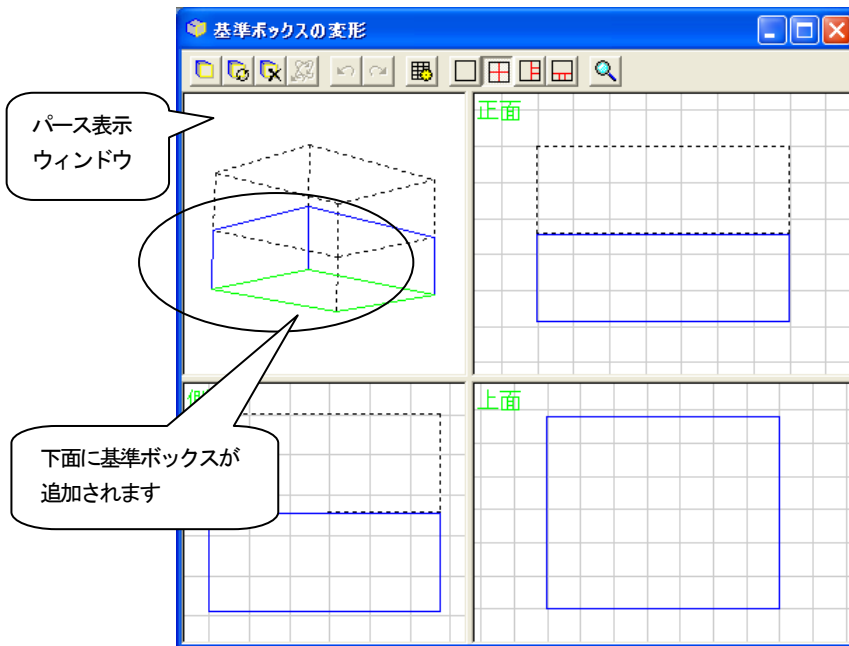 基準ボックスの変形
パース表示
ウィンドウ
正面
上面
下面に基準ボックスが
追加されます